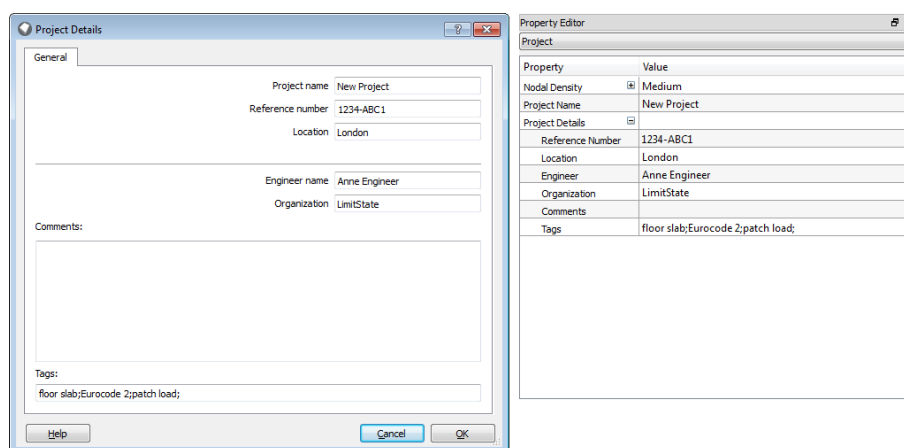 Project Details
General
Project name New Project
Reference number 1234-ABC1
Location London
Engineer name Anne Engineer
Organization LimitState
Comments:
Tags:
floor slab;Eurocode 2;patch load;
Help Cancel OK
Property Editor
Project
Property Value
Nodal Density Medium
Project Name New Project
Project Details
Reference Number 1234-ABC1
Location London
Engineer Anne Engineer
Organization LimitState
Comments
Tags floor slab;Eurocode 2;patch load;